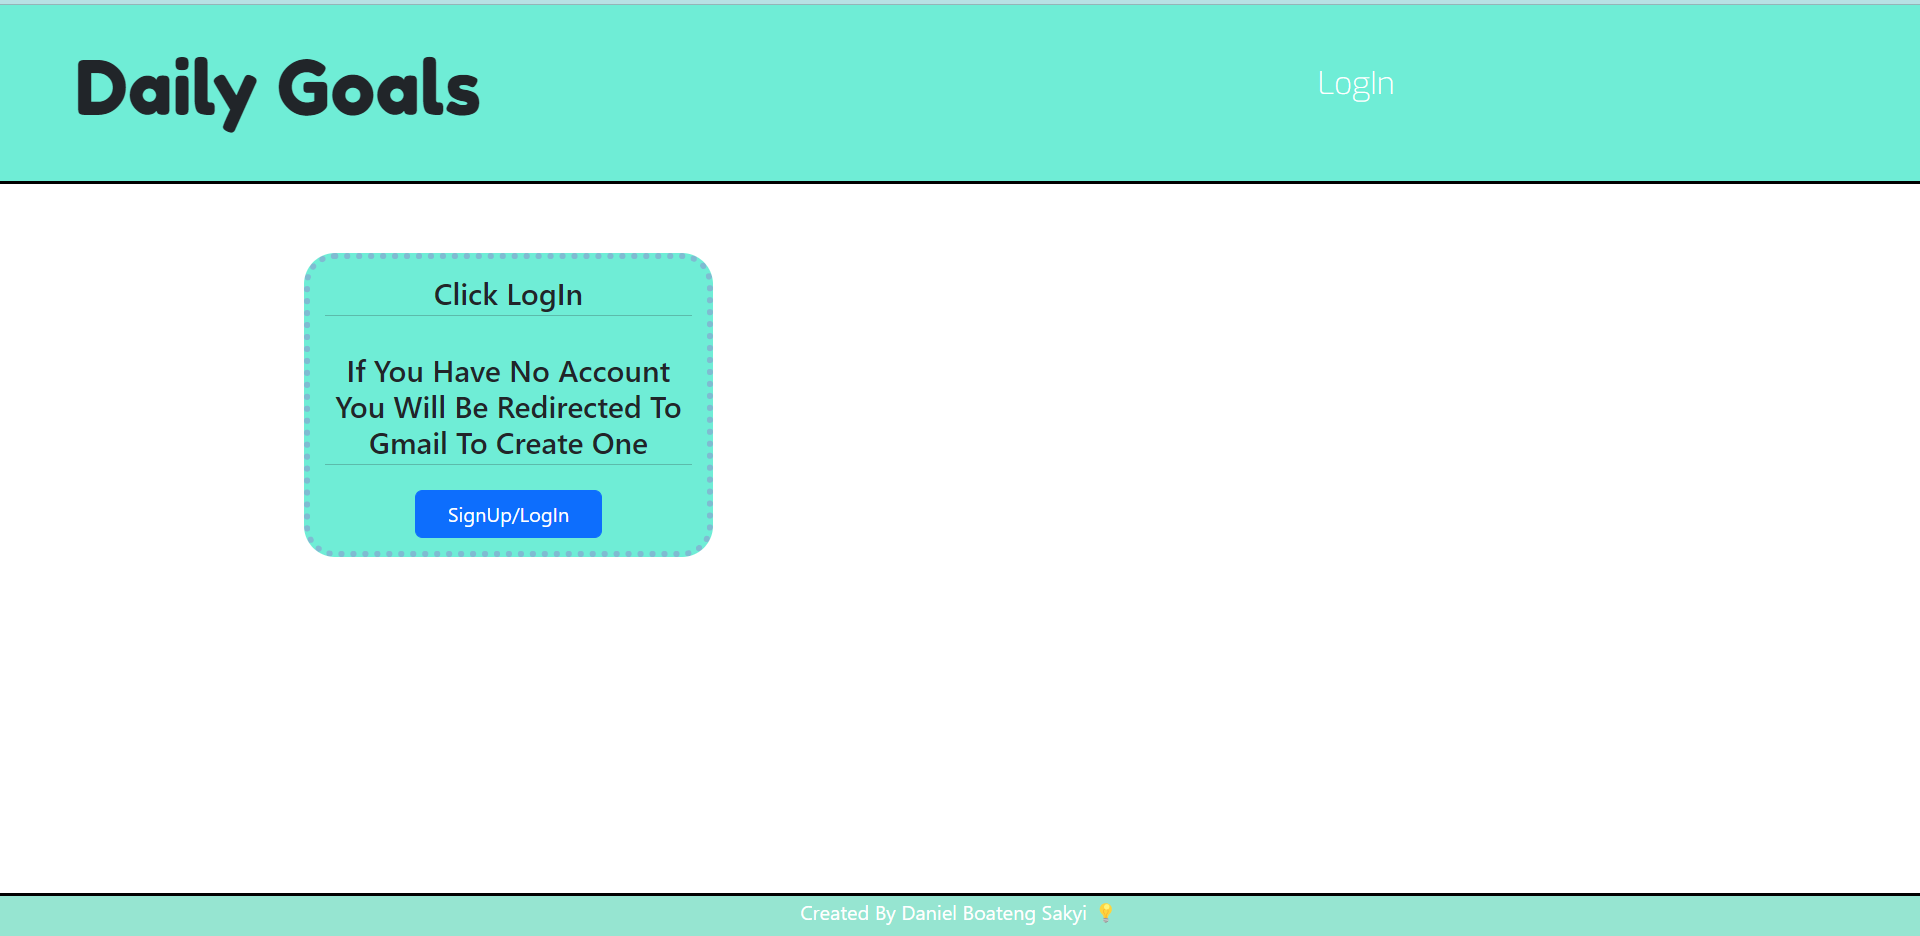 Daily Goals
LogIn
Click LogIn
If You Have No Account
You Will Be Redirected To
Gmail To Create One
SignUp/LogIn
Created By Daniel Boateng Sakyi 💡